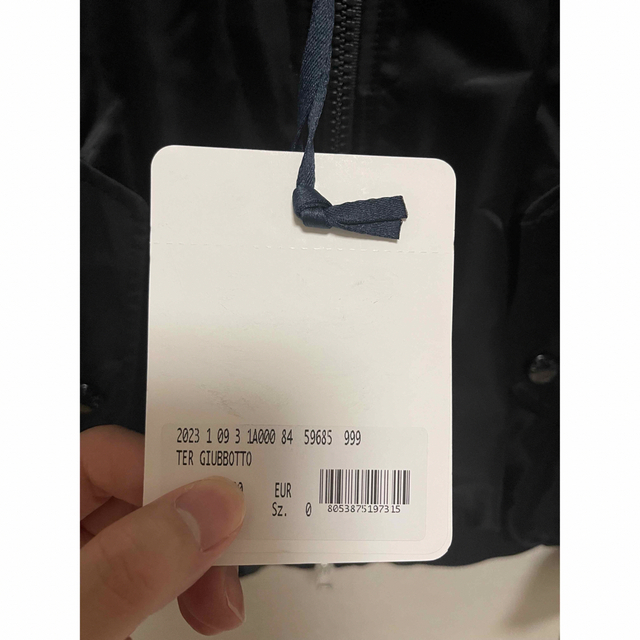 2023 1 09 3 1A000 84 59685 999
TER GIUBBOTTO
EUR
Sz. 0
8053875197315